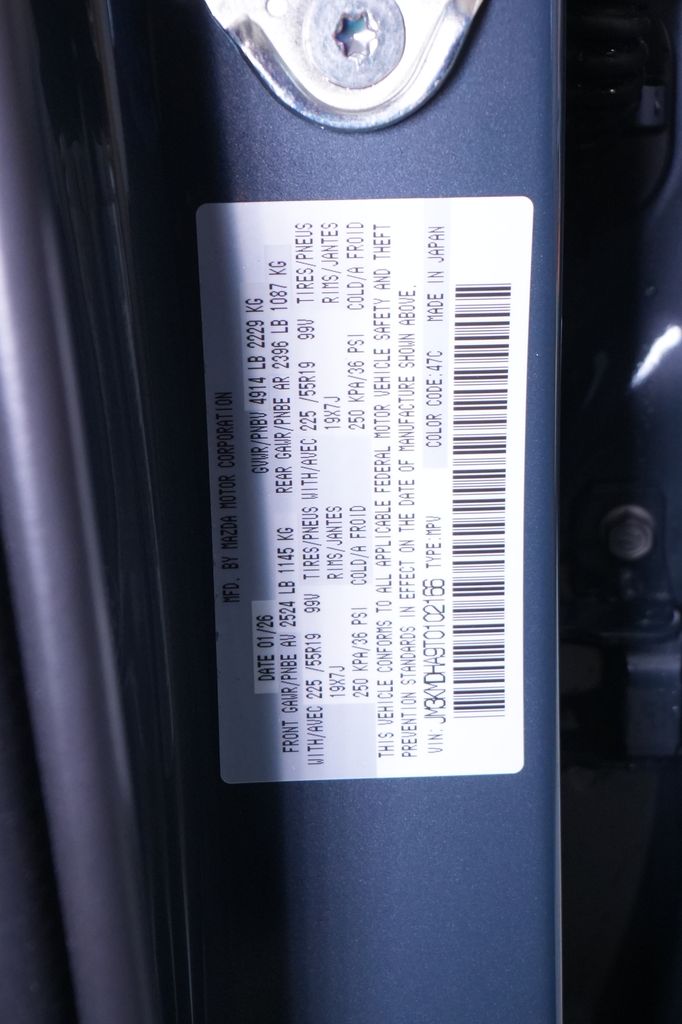 MFD. BY MAZDA MOTOR CORPORATION
DATE 01/26 GVWR/PNBV 4914 LB 2229 KG
FRONT GAWR/PNBE AV 2524 LB 1145 KG REAR GAWR/PNBE AR 2396 LB 1087 KG
WITH/AVEC 225 /55R19 99V TIRES/PNEUS WITH/AVEC 225 /55R19 99V TIRES/PNEUS
19X7J RIMS/JANTES 19X7J RIMS/JANTES
250 KPA/36 PSI COLD/A FROID 250 KPA/36 PSI COLD/A FROID
THIS VEHICLE CONFORMS TO ALL APPLICABLE FEDERAL MOTOR VEHICLE SAFETY AND THEFT
PREVENTION STANDARDS IN EFFECT ON THE DATE OF MANUFACTURE SHOWN ABOVE.
VIN: JM3KMDHA9T0102166 TYPE:MPV COLOR CODE:47C MADE IN JAPAN